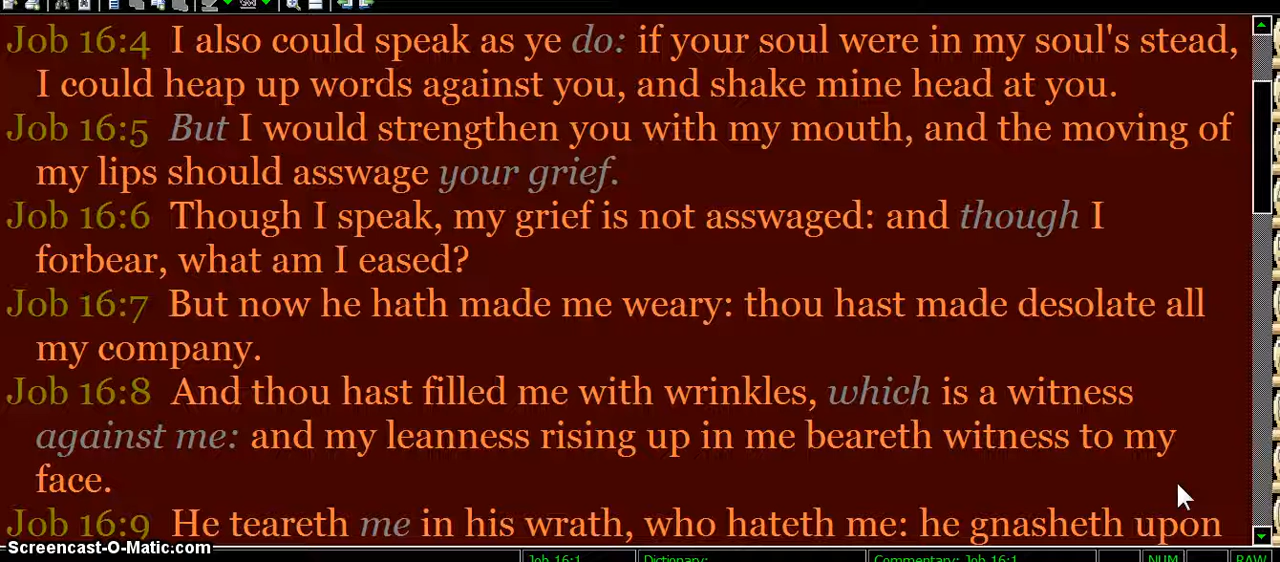 Job 16:4 I also could speak as ye do: if your soul were in my soul's stead,
I could heap up words against you, and shake mine head at you.
Job 16:5 But I would strengthen you with my mouth, and the moving of
my lips should asswage your grief.
Job 16:6 Though I speak, my grief is not asswaged: and though I
forbear, what am I eased?
Job 16:7 But now he hath made me weary: thou hast made desolate all
my company.
Job 16:8 And thou hast filled me with wrinkles, which is a witness
against me: and my leanness rising up in me beareth witness to my
face.
Job 16:9 He teareth me in his wrath, who hateth me: he gnasheth upon
Screencast-O-Matic.com
Job 16:1 Dictionary: Commentary: Job 16:1 NUM RAW